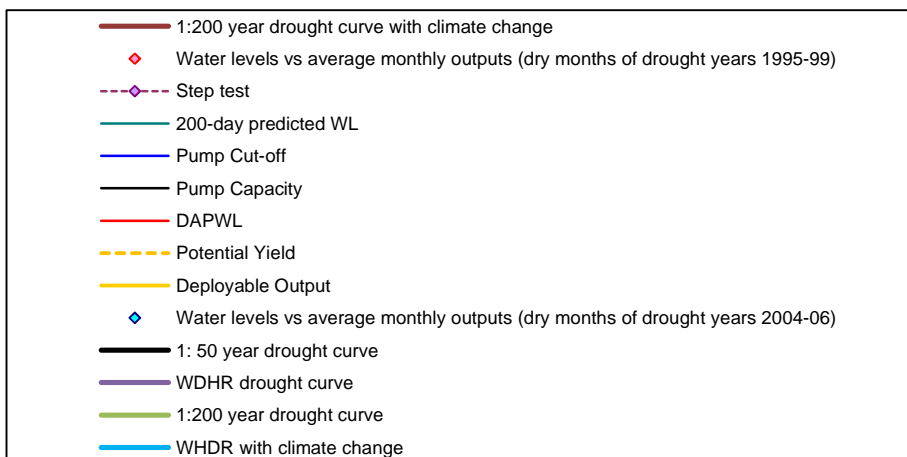 1:200 year drought curve with climate change
Water levels vs average monthly outputs (dry months of drought years 1995-99)
Step test
200-day predicted WL
Pump Cut-off
Pump Capacity
DAPWL
Potential Yield
Deployable Output
Water levels vs average monthly outputs (dry months of drought years 2004-06)
1: 50 year drought curve
WDHR drought curve
1:200 year drought curve
WHDR with climate change